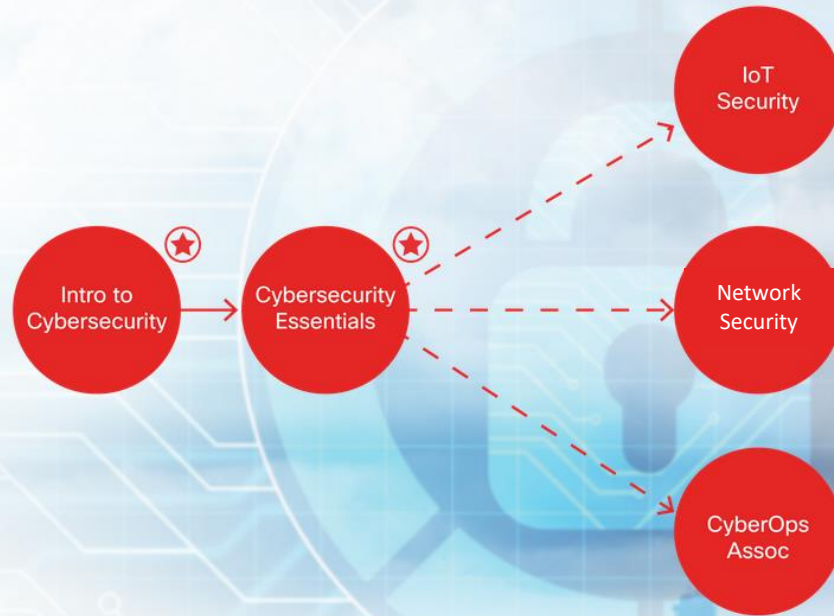 IoT
Security
Intro to
Cybersecurity
Cybersecurity
Essentials
Network
Security
CyberOps
Assoc